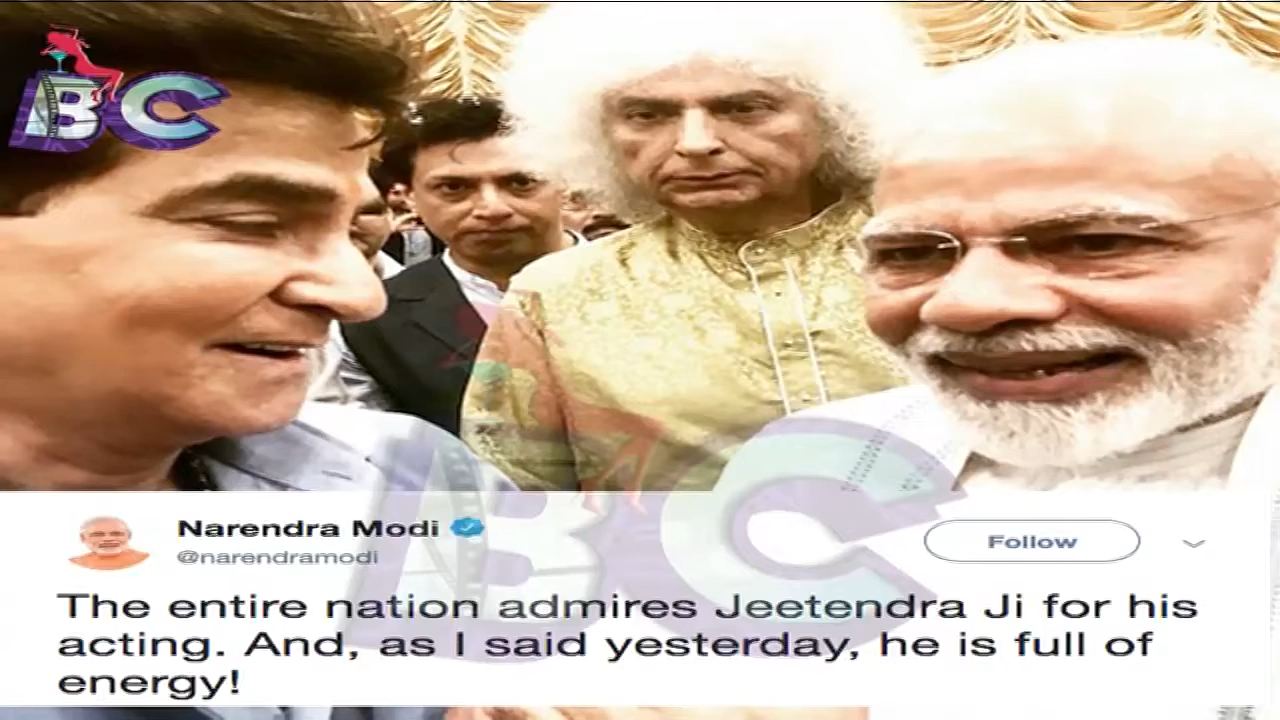 BC
Narendra Modi
@narendramodi
Follow
The entire nation admires Jeetendra Ji for his
acting. And, as I said yesterday, he is full of
energy!
BC